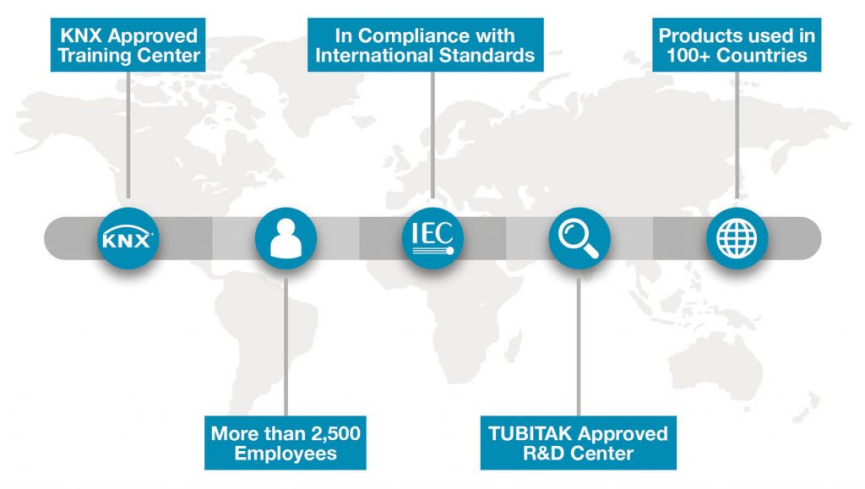 KNX Approved
Training Center
In Compliance with
International Standards
Products used in
100+ Countries
KNX
IEC
More than 2,500
Employees
TUBITAK Approved
R&D Center